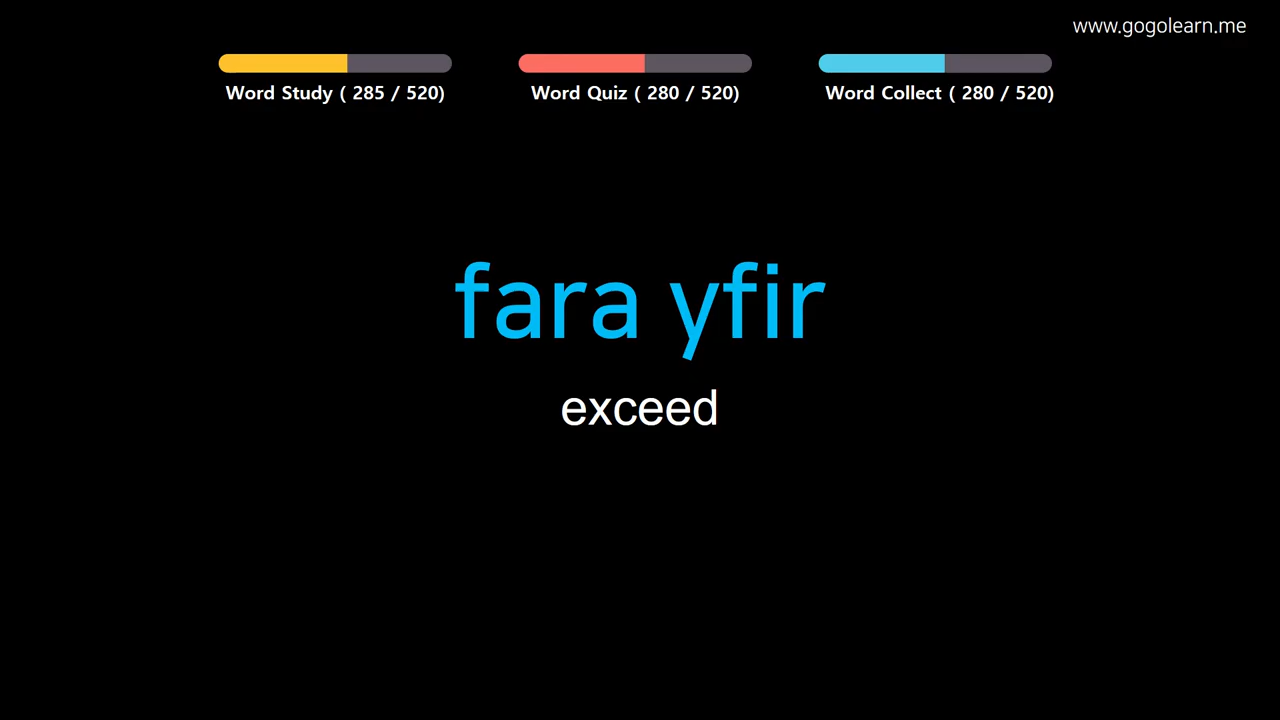 www.gogolearn.me
Word Study ( 285 / 520)
Word Quiz ( 280 / 520)
Word Collect ( 280 / 520)
fara yfir
exceed